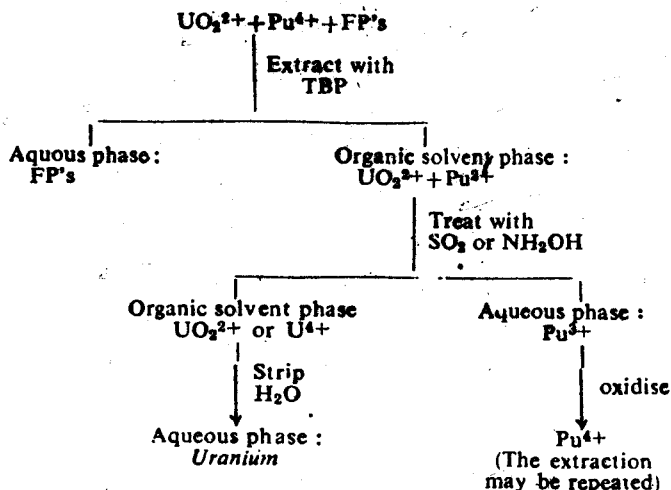 UO₂²⁺+Pu⁴⁺+FP's
Extract with
TBP
Aquous phase:
FP's
Organic solvent phase :
UO₂²⁺+Pu³⁺
Treat with
SO₂ or NH₂OH
Organic solvent phase
UO₂²⁺ or U⁴⁺
Aqueous phase :
Pu³⁺
Strip
H₂O
oxidise
Aqueous phase :
Uranium
Pu⁴⁺
(The extraction
may be repeated)